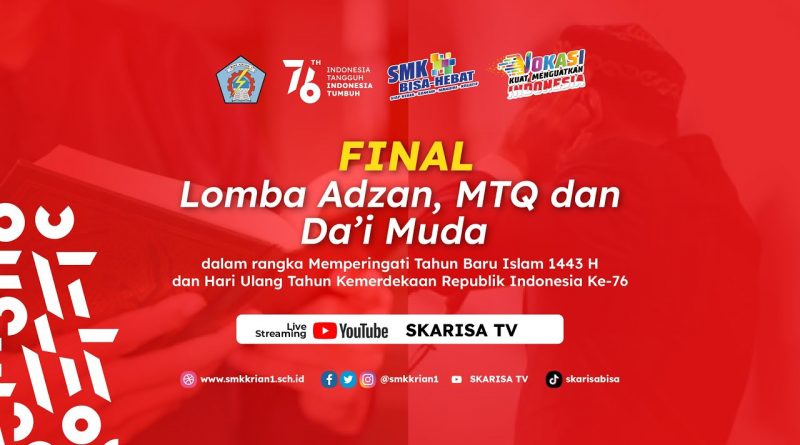 76TH
INDONESIA
TANGGUH
INDONESIA
TUMBUH
SMK
BISA-HEBAT
VOKASI
KUAT MENGUATKAN
INDONESIA
FINAL
Lomba Adzan, MTQ dan
Da'i Muda
dalam rangka Memperingati Tahun Baru Islam 1443 H
dan Hari Ulang Tahun Kemerdekaan Republik Indonesia Ke-76
Live
Streaming
YouTube
SKARISA TV
www.smkkrian1.sch.id
@smkkrian1
SKARISA TV
skarisabisa